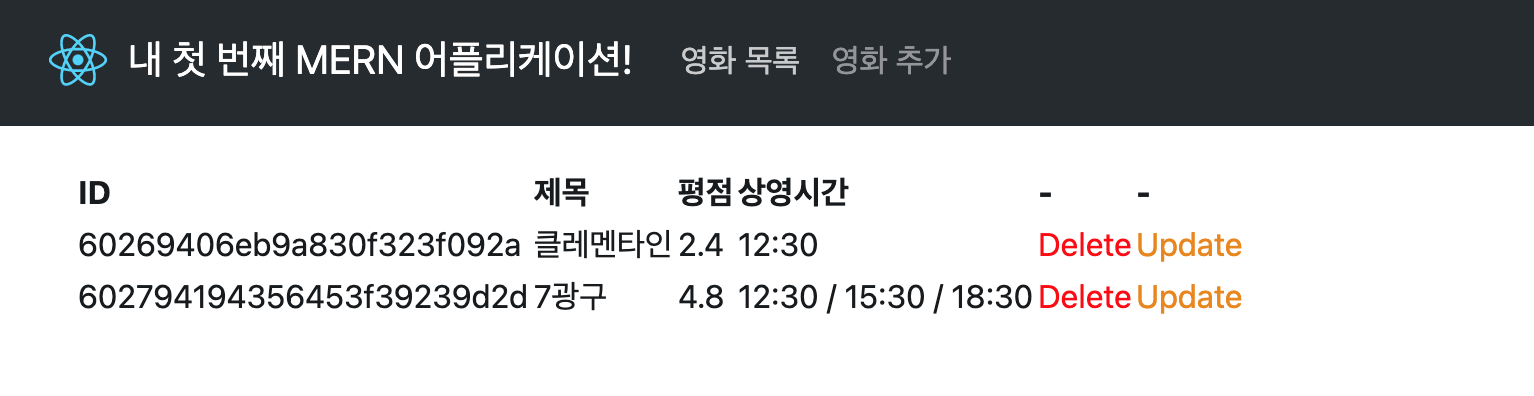 내 첫 번째 MERN 어플리케이션! 영화 목록 영화 추가
ID 제목 평점 상영시간 - -
60269406eb9a830f323f092a 클레멘타인 2.4 12:30 Delete Update
602794194356453f39239d2d 7광구 4.8 12:30 / 15:30 / 18:30 Delete Update